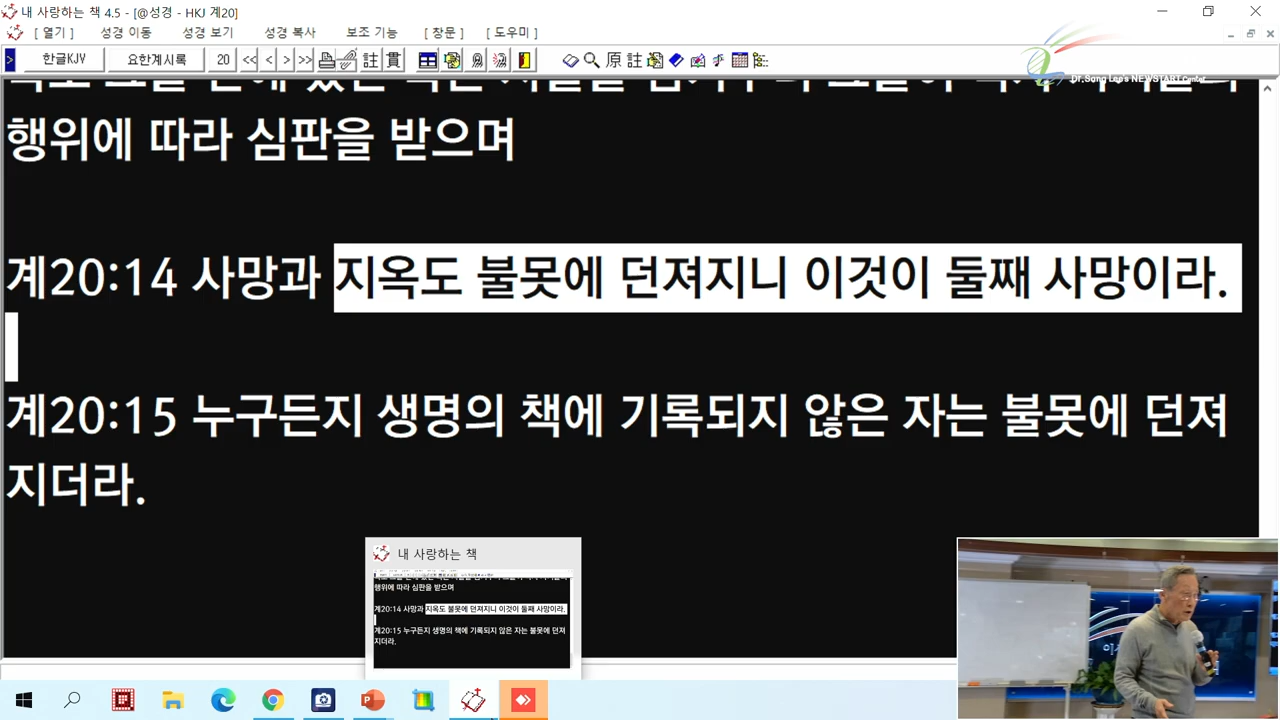 내 사랑하는 책 4.5 - [@성경 - HKJ 계20]
[ 열기 ] 성경 이동 성경 보기 성경 복사 보조 기능 [ 창문 ] [ 도우미 ]
> 한글KJV 요한계시록 20 << < > >> 註 貫 原 註
Dr.Sang Lee's NEWSTART Center
행위에 따라 심판을 받으며
계20:14 사망과 지옥도 불못에 던져지니 이것이 둘째 사망이라.
계20:15 누구든지 생명의 책에 기록되지 않은 자는 불못에 던져
지더라.
내 사랑하는 책
행위에 따라 심판을 받으며
계20:14 사망과 지옥도 불못에 던져지니 이것이 둘째 사망이라.
계20:15 누구든지 생명의 책에 기록되지 않은 자는 불못에 던져
지더라.